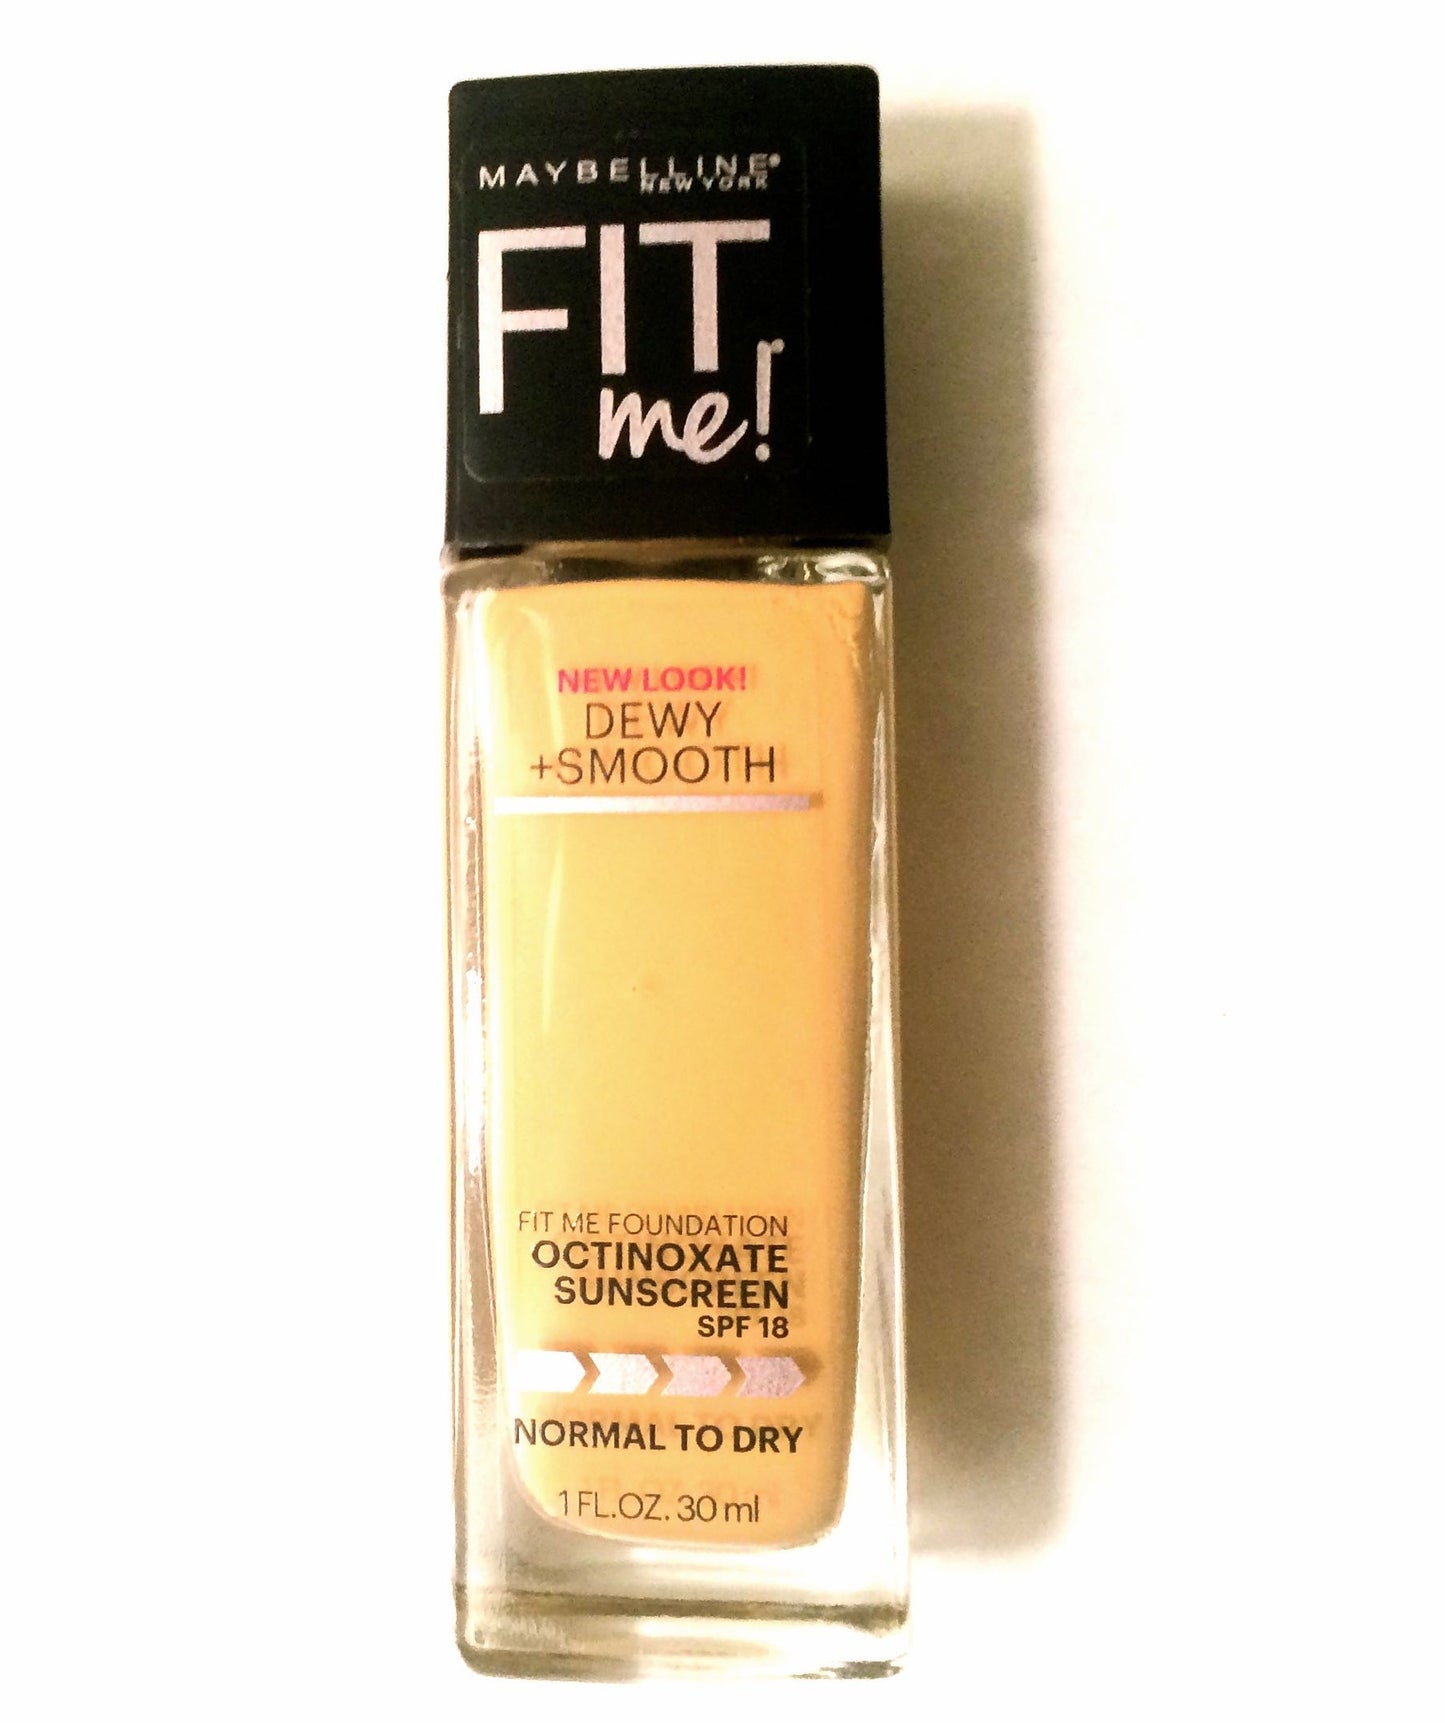 MAYBELLINE®
NEW YORK
FIT
me!
NEW LOOK!
DEWY
+SMOOTH
FIT ME FOUNDATION
OCTINOXATE
SUNSCREEN
SPF 18
NORMAL TO DRY
1 FL.OZ. 30 ml